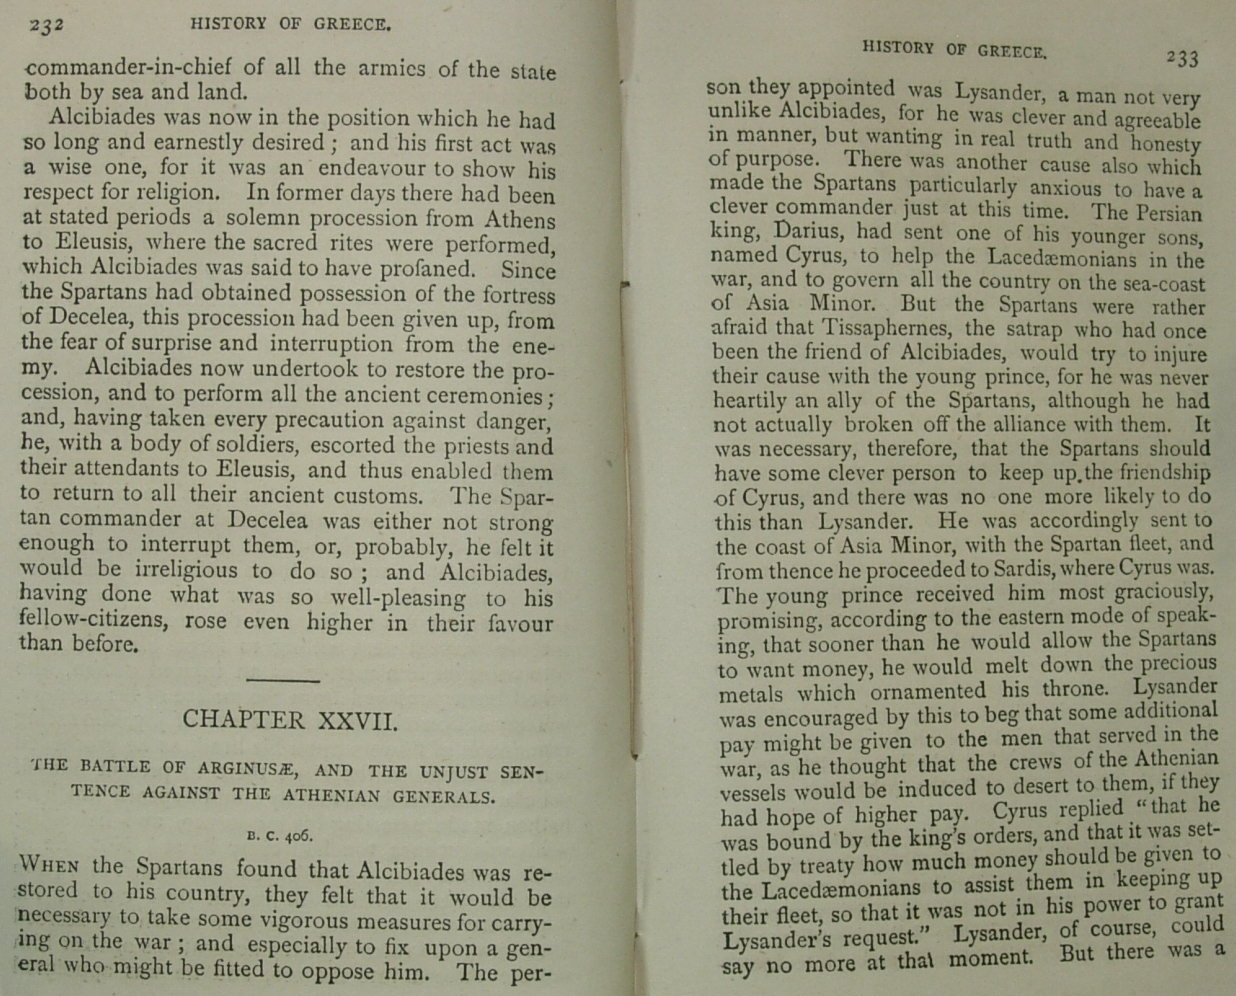 232 HISTORY OF GREECE.
commander-in-chief of all the armies of the state
both by sea and land.
Alcibiades was now in the position which he had
so long and earnestly desired ; and his first act was
a wise one, for it was an endeavour to show his
respect for religion. In former days there had been
at stated periods a solemn procession from Athens
to Eleusis, where the sacred rites were performed,
which Alcibiades was said to have profaned. Since
the Spartans had obtained possession of the fortress
of Decelea, this procession had been given up, from
the fear of surprise and interruption from the ene-
my. Alcibiades now undertook to restore the pro-
cession, and to perform all the ancient ceremonies ;
and, having taken every precaution against danger,
he, with a body of soldiers, escorted the priests and
their attendants to Eleusis, and thus enabled them
to return to all their ancient customs. The Spar-
tan commander at Decelea was either not strong
enough to interrupt them, or, probably, he felt it
would be irreligious to do so ; and Alcibiades,
having done what was so well-pleasing to his
fellow-citizens, rose even higher in their favour
than before.
CHAPTER XXVII.
THE BATTLE OF ARGINUSÆ, AND THE UNJUST SEN-
TENCE AGAINST THE ATHENIAN GENERALS.
B. C. 406.
WHEN the Spartans found that Alcibiades was re-
stored to his country, they felt that it would be
necessary to take some vigorous measures for carry-
ing on the war ; and especially to fix upon a gen-
eral who might be fitted to oppose him. The per-
HISTORY OF GREECE. 233
son they appointed was Lysander, a man not very
unlike Alcibiades, for he was clever and agreeable
in manner, but wanting in real truth and honesty
of purpose. There was another cause also which
made the Spartans particularly anxious to have a
clever commander just at this time. The Persian
king, Darius, had sent one of his younger sons,
named Cyrus, to help the Lacedæmonians in the
war, and to govern all the country on the sea-coast
of Asia Minor. But the Spartans were rather
afraid that Tissaphernes, the satrap who had once
been the friend of Alcibiades, would try to injure
their cause with the young prince, for he was never
heartily an ally of the Spartans, although he had
not actually broken off the alliance with them. It
was necessary, therefore, that the Spartans should
have some clever person to keep up the friendship
of Cyrus, and there was no one more likely to do
this than Lysander. He was accordingly sent to
the coast of Asia Minor, with the Spartan fleet, and
from thence he proceeded to Sardis, where Cyrus was.
The young prince received him most graciously,
promising, according to the eastern mode of speak-
ing, that sooner than he would allow the Spartans
to want money, he would melt down the precious
metals which ornamented his throne. Lysander
was encouraged by this to beg that some additional
pay might be given to the men that served in the
war, as he thought that the crews of the Athenian
vessels would be induced to desert to them, if they
had hope of higher pay. Cyrus replied "that he
was bound by the king's orders, and that it was set-
tled by treaty how much money should be given to
the Lacedæmonians to assist them in keeping up
their fleet, so that it was not in his power to grant
Lysander's request." Lysander, of course, could
say no more at that moment. But there was a